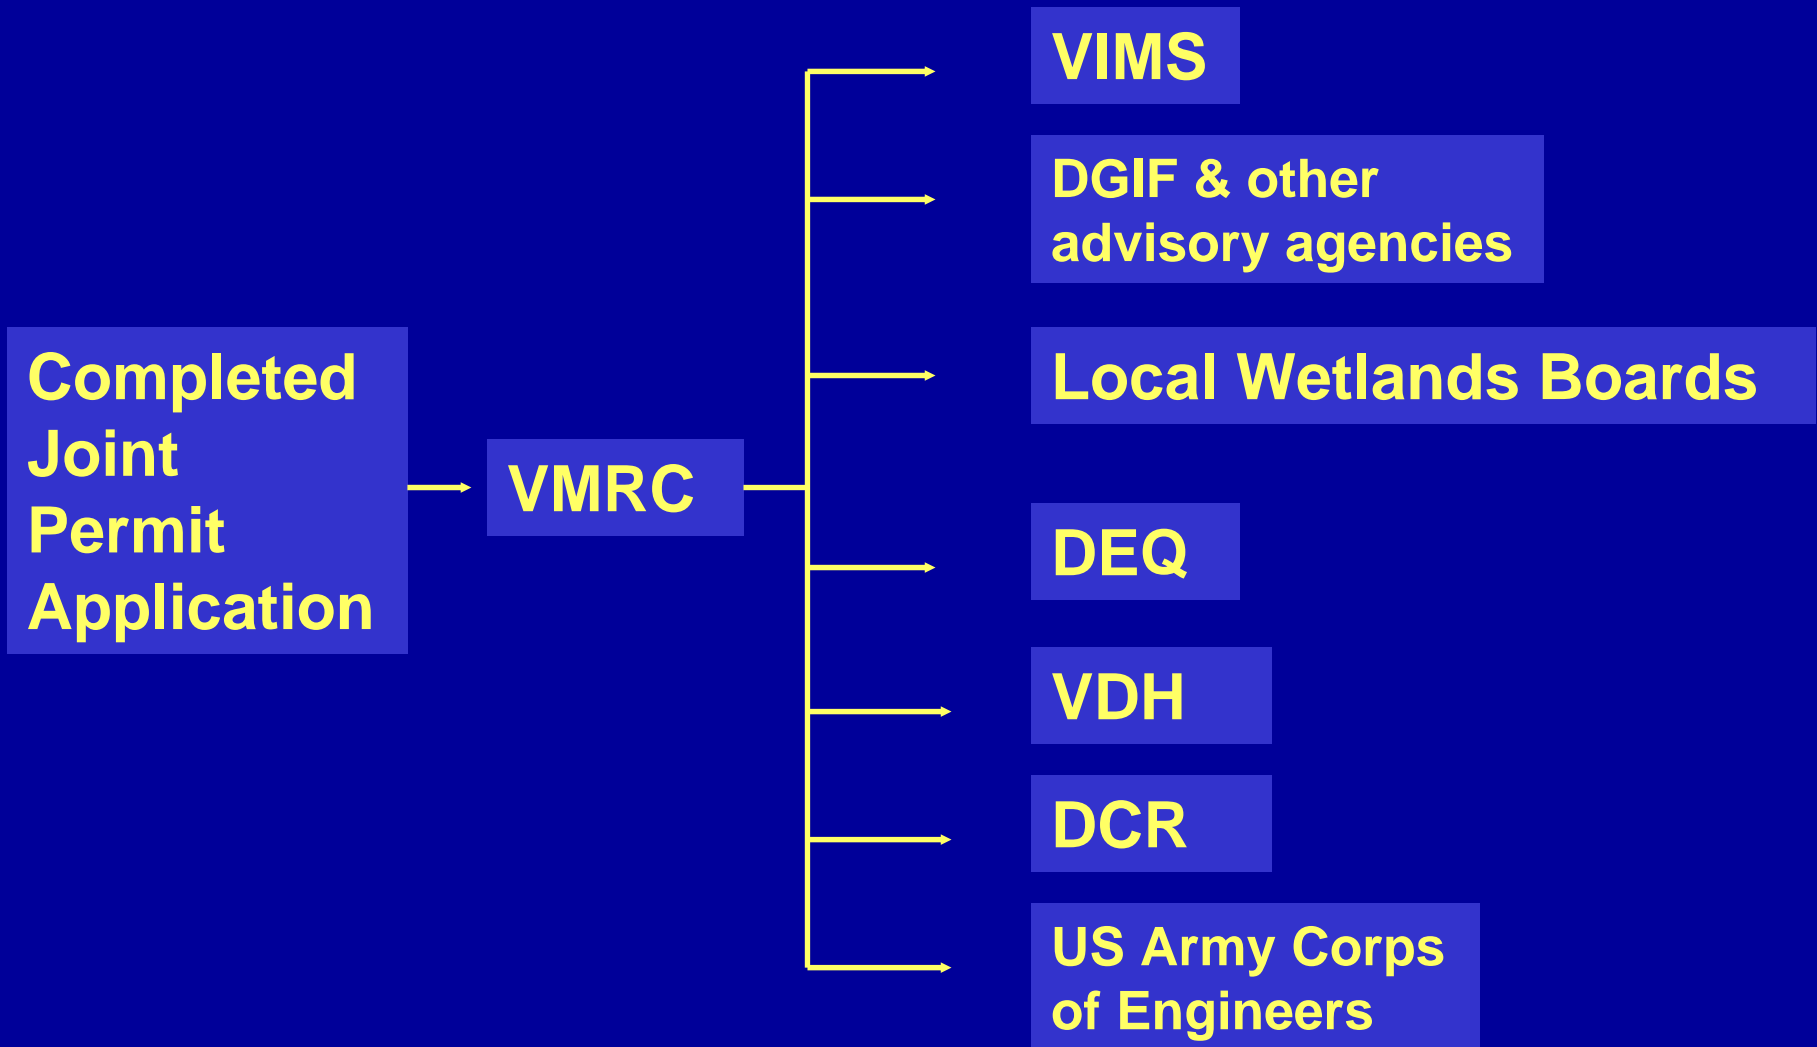 Completed
Joint
Permit
Application
VMRC
VIMS
DGIF & other
advisory agencies
Local Wetlands Boards
DEQ
VDH
DCR
US Army Corps
of Engineers